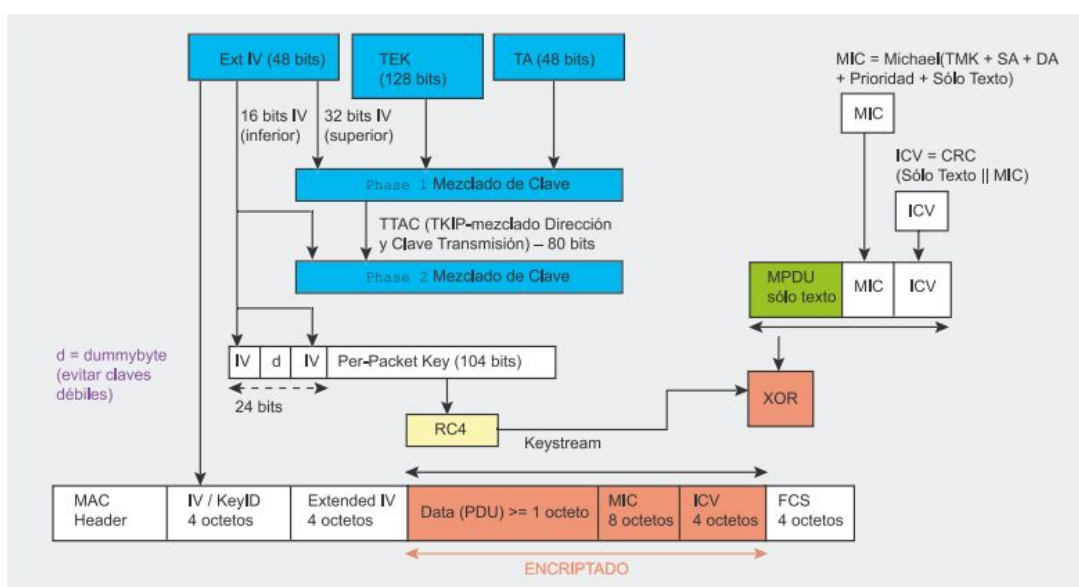 Ext IV (48 bits)
TEK
(128 bits)
TA (48 bits)
MIC = Michael(TMK + SA + DA
+ Prioridad + Sólo Texto)
16 bits IV
(inferior)
32 bits IV
(superior)
MIC
ICV = CRC
(Sólo Texto || MIC)
Phase 1 Mezclado de Clave
ICV
TTAC (TKIP-mezclado Dirección
y Clave Transmisión) – 80 bits
Phase 2 Mezclado de Clave
MPDU
sólo texto
MIC
ICV
d = dummybyte
(evitar claves
débiles)
IV
d
IV
Per-Packet Key (104 bits)
24 bits
XOR
RC4
Keystream
MAC
Header
IV / KeyID
4 octetos
Extended IV
4 octetos
Data (PDU) >= 1 octeto
MIC
8 octetos
ICV
4 octetos
FCS
4 octetos
ENCRIPTADO